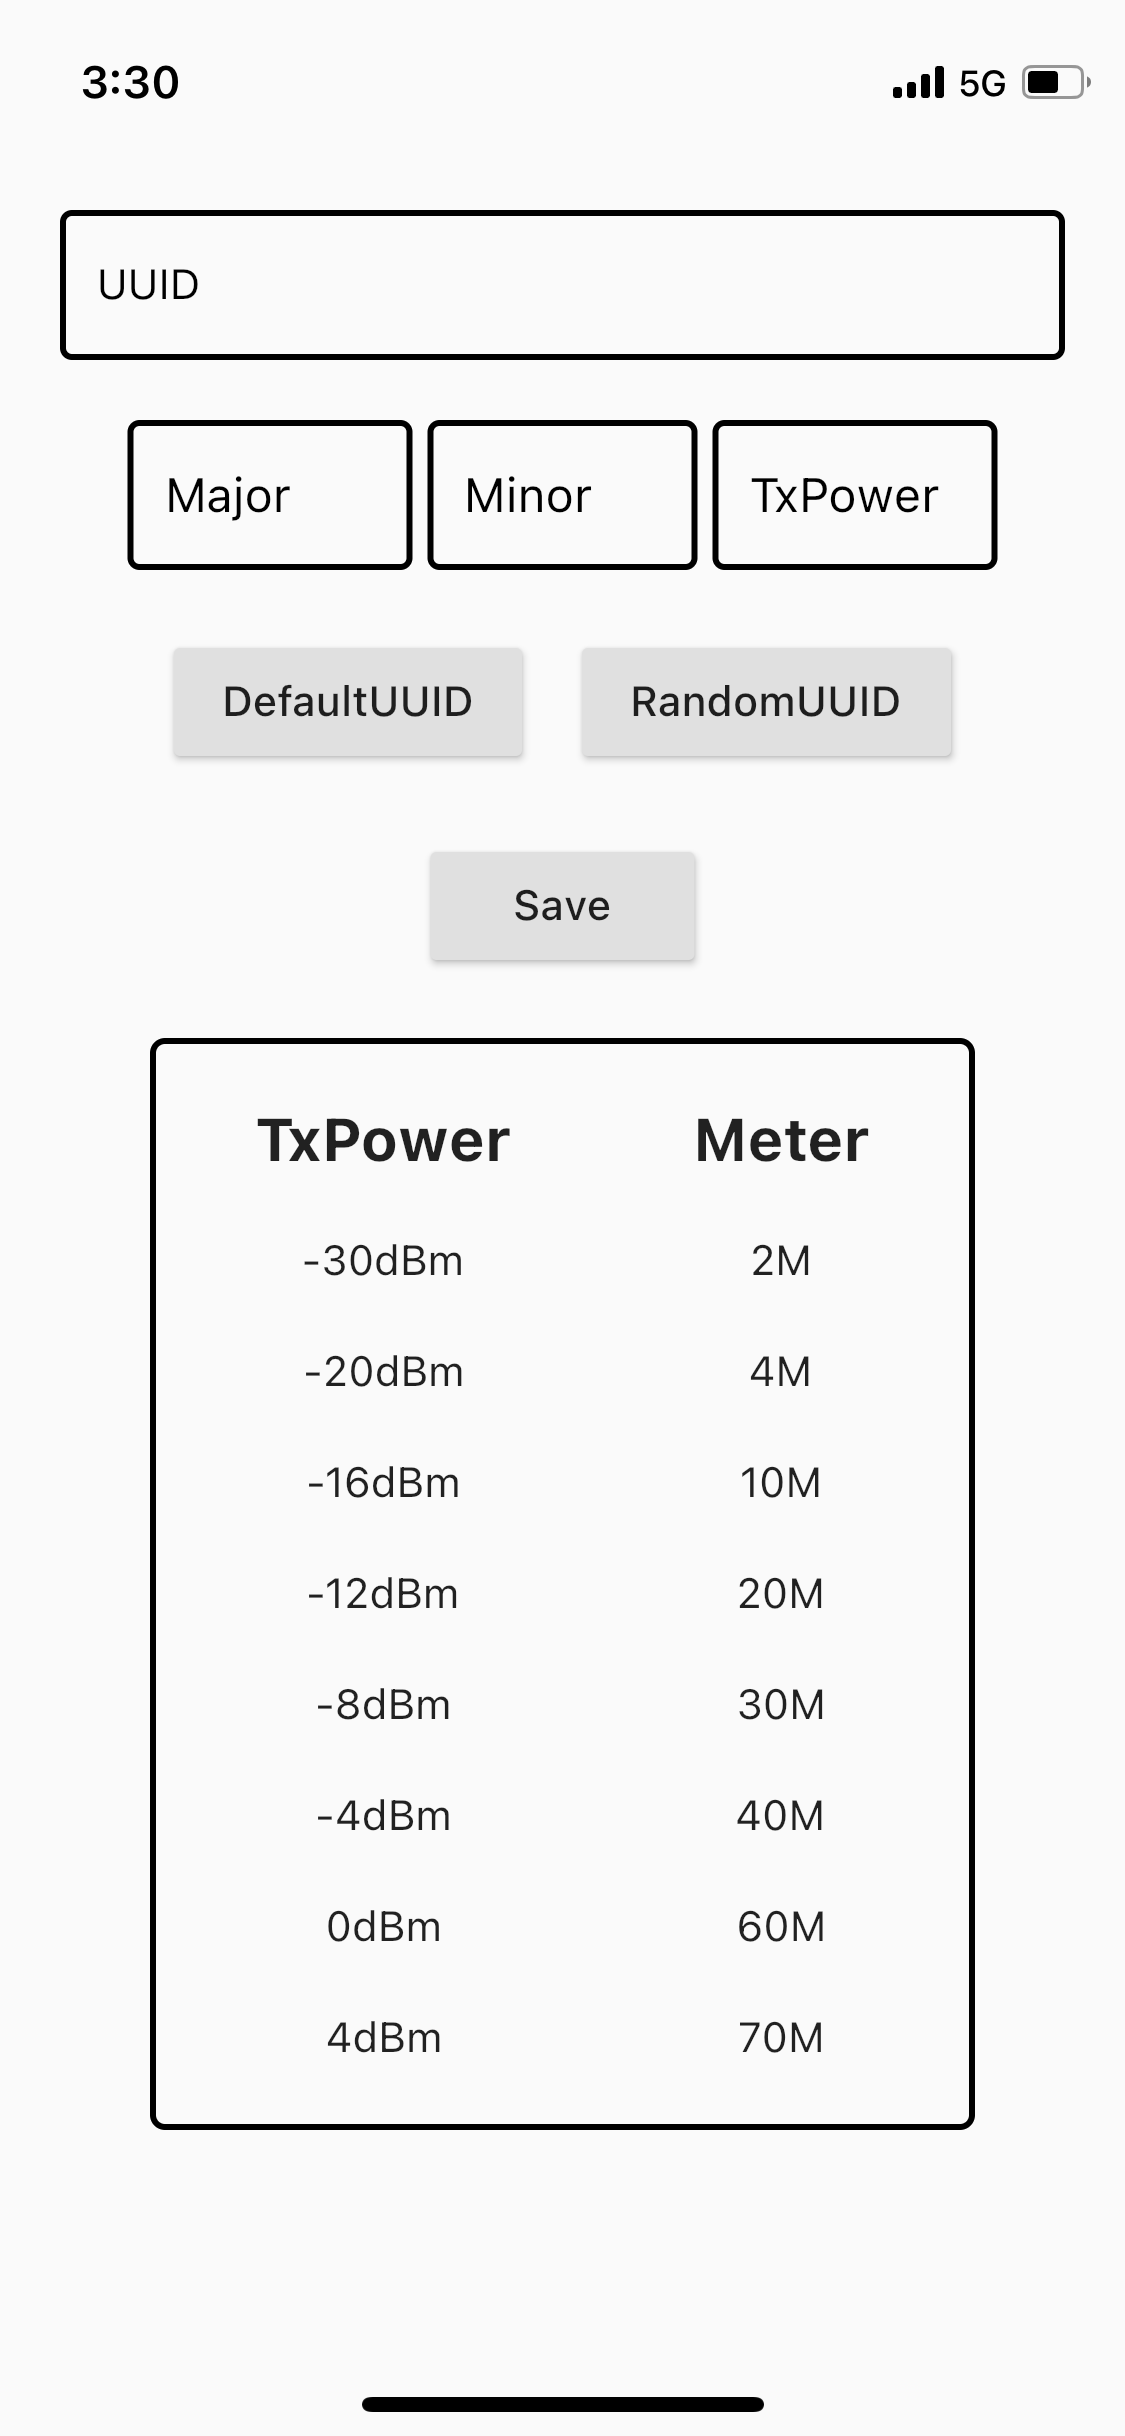 3:30 5G
UUID
Major Minor TxPower
DefaultUUID RandomUUID
Save
TxPower Meter
-30dBm 2M
-20dBm 4M
-16dBm 10M
-12dBm 20M
-8dBm 30M
-4dBm 40M
0dBm 60M
4dBm 70M